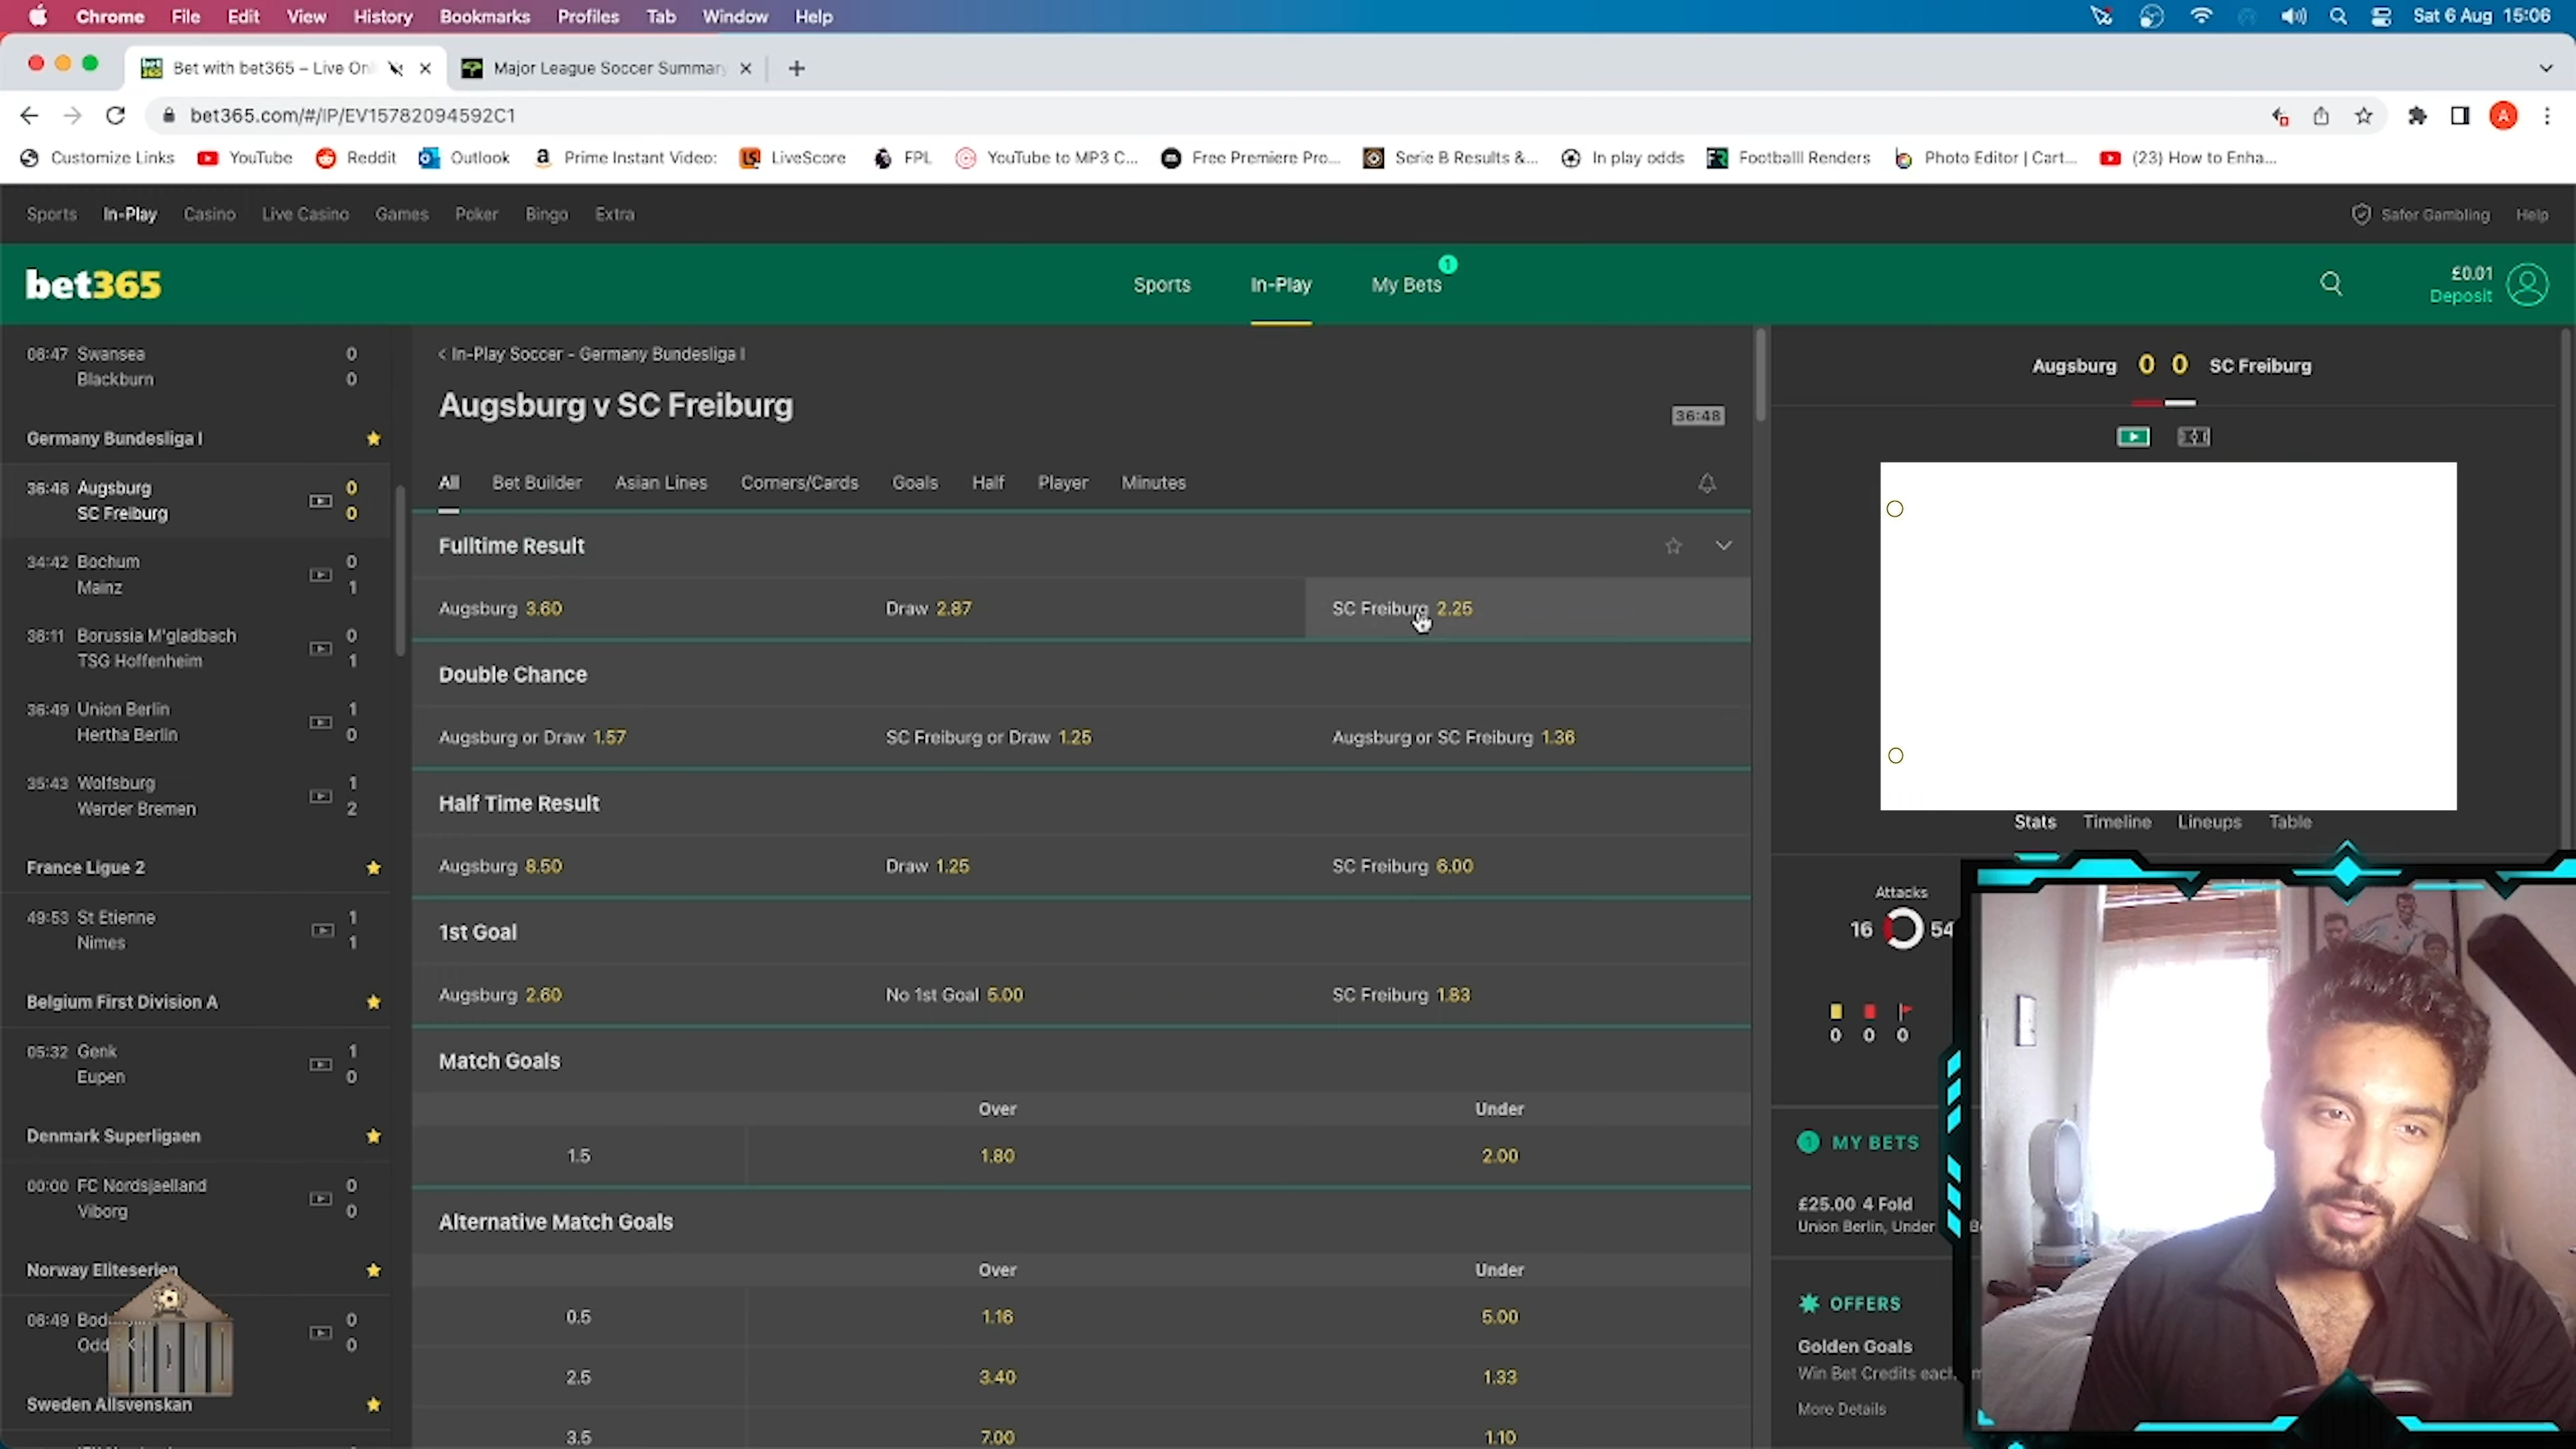 Chrome File Edit View History Bookmarks Profiles Tab Window Help Sat 6 Aug 15:06
Bet with bet365 – Live Onl Major League Soccer Summary
bet365.com/#/IP/EV15782094592C1
Customize Links YouTube Reddit Outlook Prime Instant Video: LiveScore FPL YouTube to MP3 C... Free Premiere Pro... Serie B Results &... In play odds Footballl Renders Photo Editor | Cart... (23) How to Enha...
Sports In-Play Casino Live Casino Games Poker Bingo Extra Safer Gambling Help
bet365 Sports In-Play My Bets 1 £0.01
Deposit
06:47 Swansea 0
Blackburn 0
Germany Bundesliga I
36:48 Augsburg 0
SC Freiburg 0
34:42 Bochum 0
Mainz 1
36:11 Borussia M'gladbach 0
TSG Hoffenheim 1
36:49 Union Berlin 1
Hertha Berlin 0
35:43 Wolfsburg 1
Werder Bremen 2
France Ligue 2
49:53 St Etienne 1
Nimes 1
Belgium First Division A
05:32 Genk 1
Eupen 0
Denmark Superligaen
00:00 FC Nordsjaelland 0
Viborg 0
Norway Eliteserien
06:49 0
0
Sweden Allsvenskan
< In-Play Soccer - Germany Bundesliga I
Augsburg v SC Freiburg 36:48
All Bet Builder Asian Lines Corners/Cards Goals Half Player Minutes
Fulltime Result
Augsburg 3.60 Draw 2.87 SC Freiburg 2.25
Double Chance
Augsburg or Draw 1.57 SC Freiburg or Draw 1.25 Augsburg or SC Freiburg 1.36
Half Time Result
Augsburg 8.50 Draw 1.25 SC Freiburg 6.00
1st Goal
Augsburg 2.60 No 1st Goal 5.00 SC Freiburg 1.83
Match Goals
Over Under
1.5 1.80 2.00
Alternative Match Goals
Over Under
0.5 1.16 5.00
2.5 3.40 1.33
3.5 7.00 1.10
Augsburg 0 0 SC Freiburg
Stats Timeline Lineups Table
Attacks
16 54
0 0 0
1 MY BETS
£25.00 4 Fold
Union Berlin, Under
OFFERS
Golden Goals
Win Bet Credits each
More Details